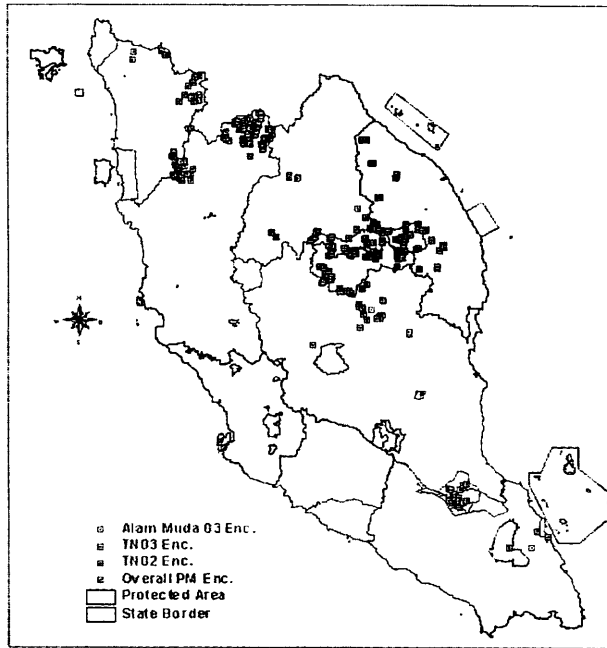 N
S
Alam Muda 03 Enc.
TN03 Enc.
TN02 Enc.
Overall PM Enc.
Protected Area
State Border